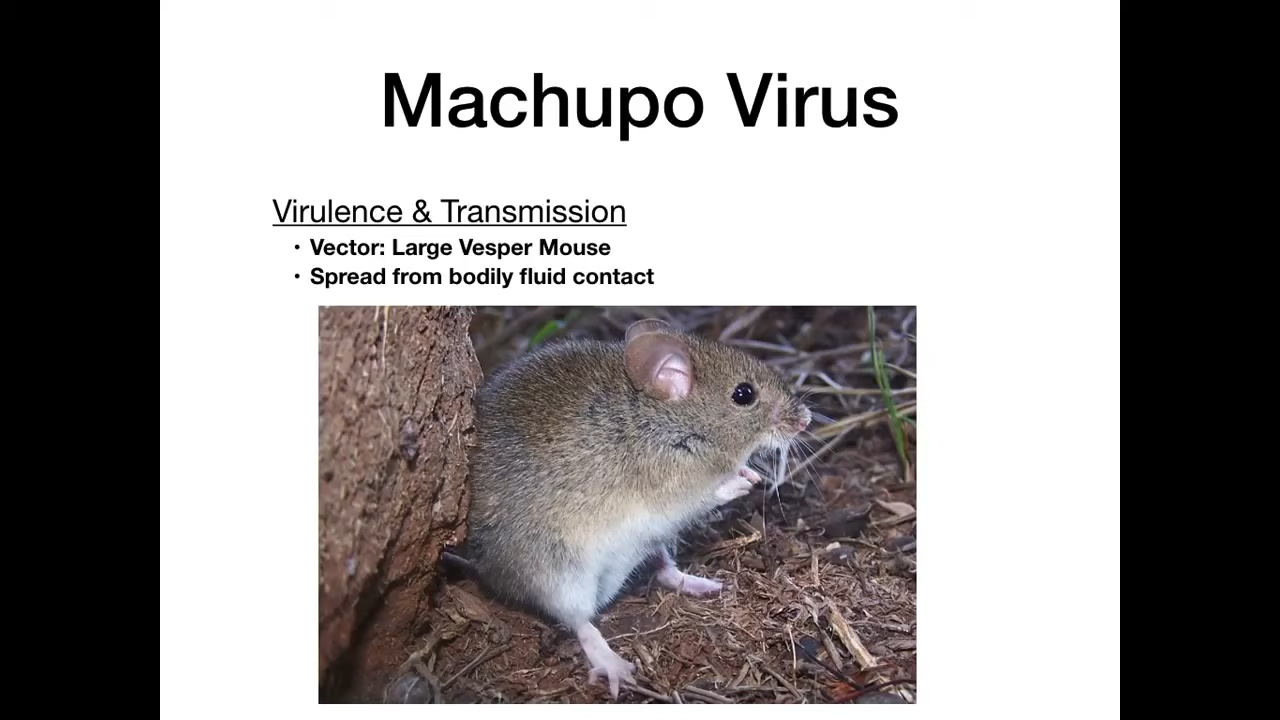 Machupo Virus
Virulence & Transmission
• Vector: Large Vesper Mouse
• Spread from bodily fluid contact